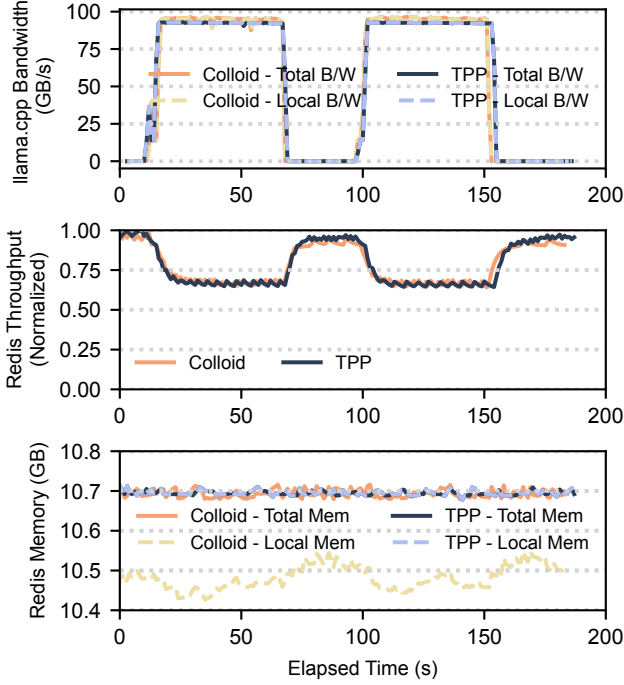 llama.cpp Bandwidth
(GB/s)
100
75
50
25
0
Colloid - Total B/W
TPP - Total B/W
Colloid - Local B/W
TPP - Local B/W
0 50 100 150 200
Redis Throughput
(Normalized)
1.00
0.75
0.50
0.25
0.00
Colloid
TPP
0 50 100 150 200
Redis Memory (GB)
10.8
10.7
10.6
10.5
10.4
Colloid - Total Mem
TPP - Total Mem
Colloid - Local Mem
TPP - Local Mem
0 50 100 150 200
Elapsed Time (s)